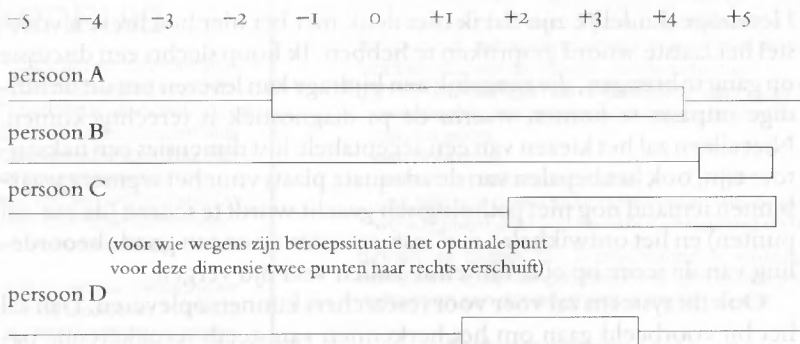 −5 −4 −3 −2 −1 0 +1 +2 +3 +4 +5
persoon A
persoon B
persoon C
(voor wie wegens zijn beroepssituatie het optimale punt
voor deze dimensie twee punten naar rechts verschuift)
persoon D